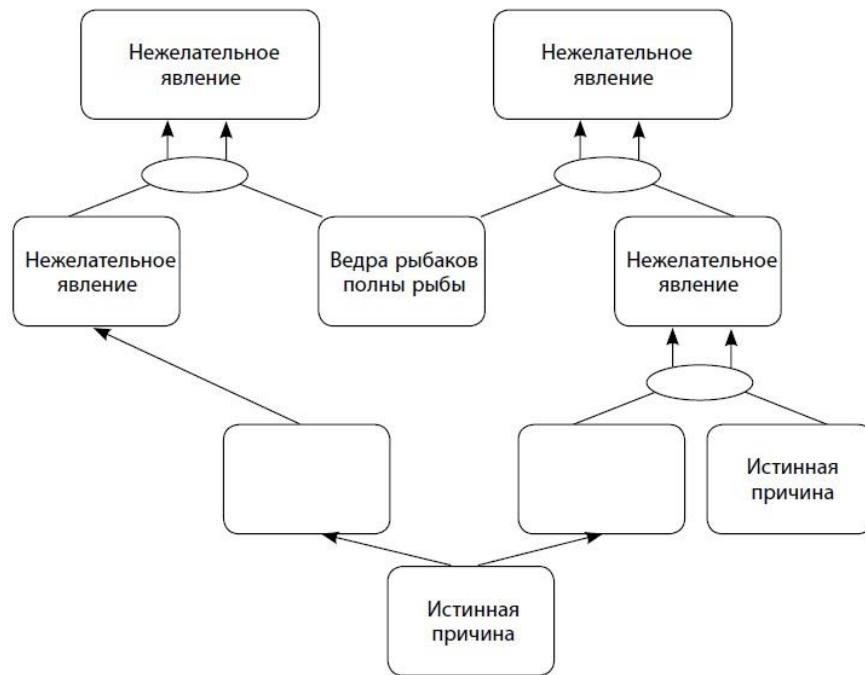 Нежелательное
явление
Нежелательное
явление
Нежелательное
явление
Ведра рыбаков
полны рыбы
Нежелательное
явление
Истинная
причина
Истинная
причина